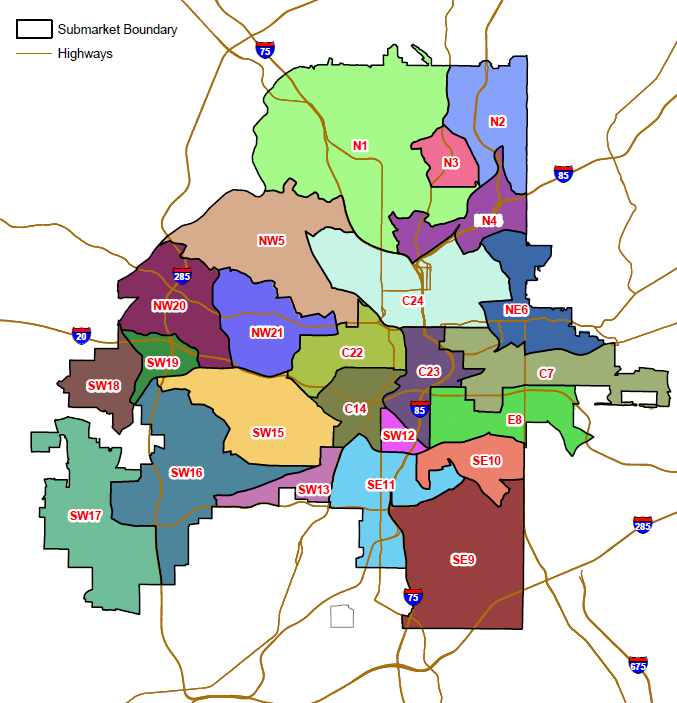 Submarket Boundary
Highways
75
N1
N2
N3
85
N4
NW5
285
C24
NW20
NE6
NW21
20
C22
SW19
C23
C7
SW18
C14
85
E8
SW12
SW15
SE10
SW16
SE11
SW13
SW17
285
SE9
75
675